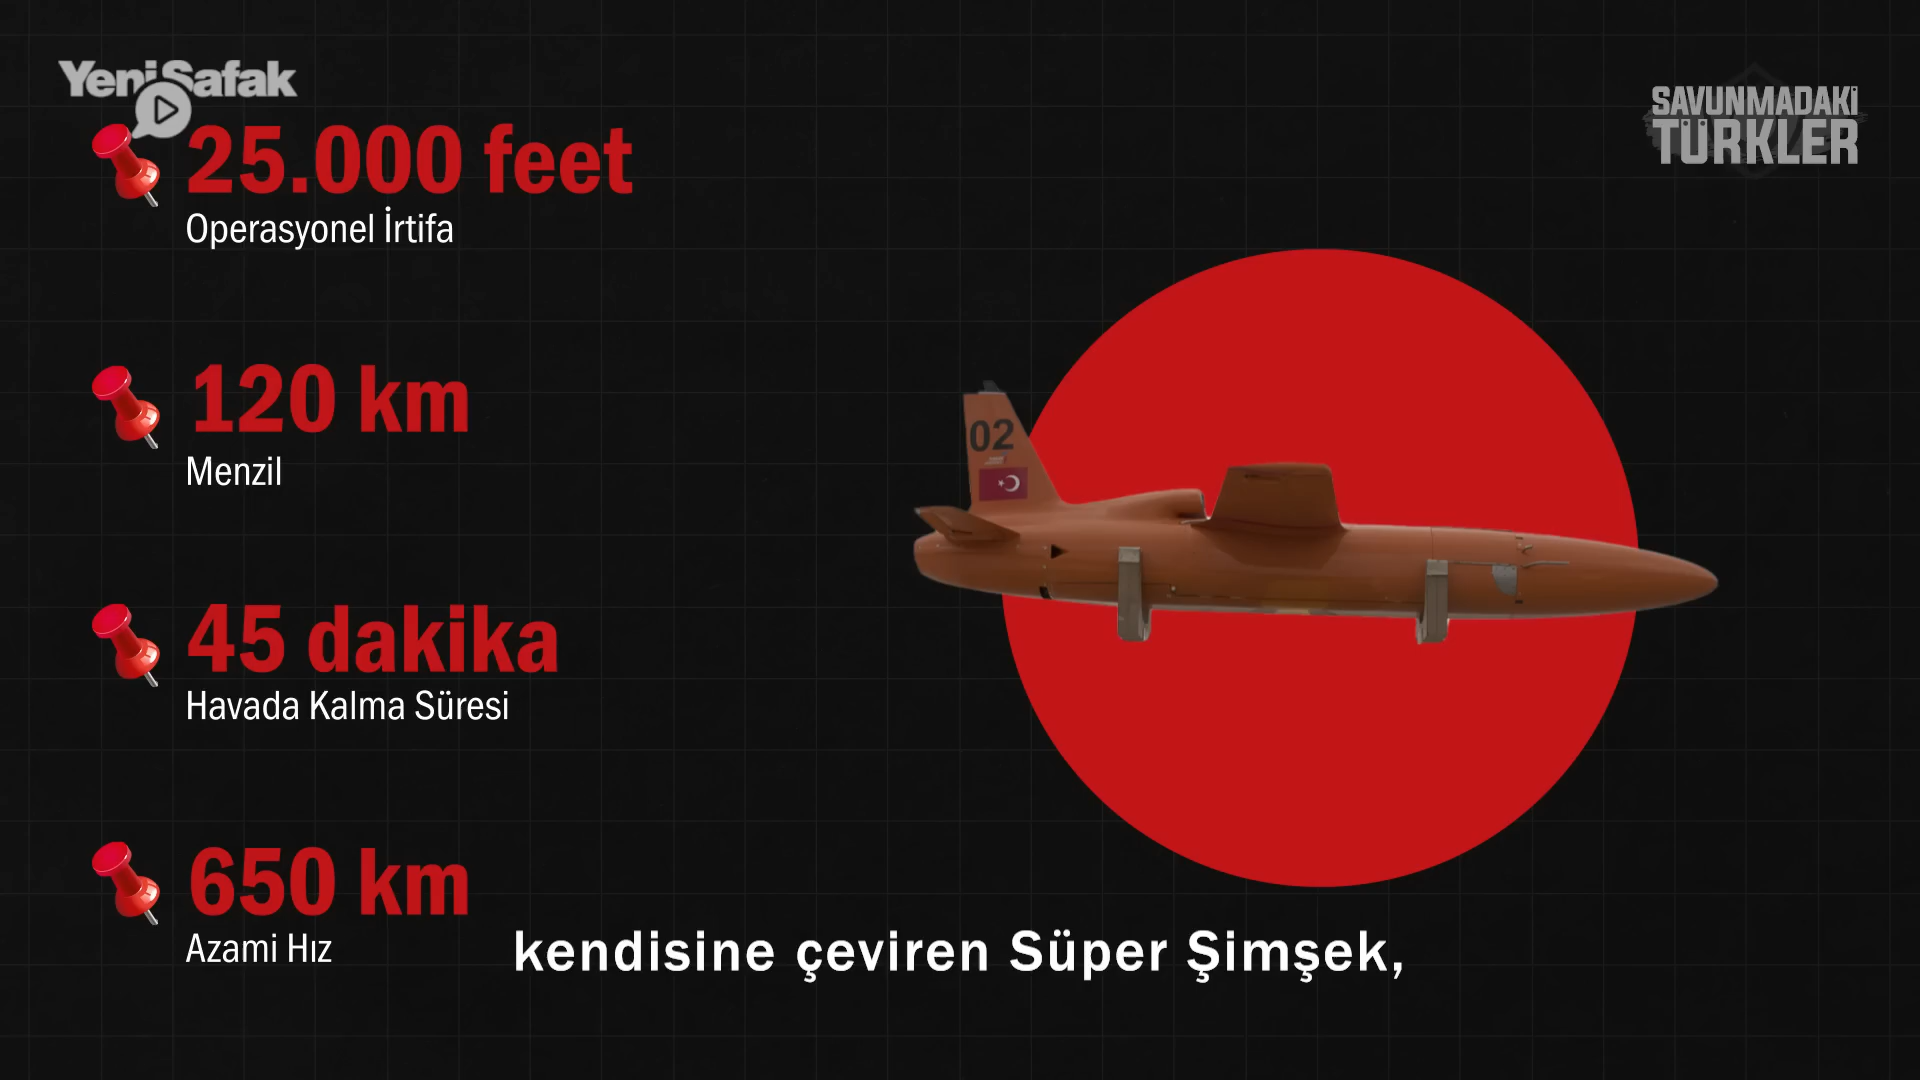 YeniSafak
SAVUNMADAKİ
TÜRKLER
25.000 feet
Operasyonel İrtifa
120 km
Menzil
45 dakika
Havada Kalma Süresi
650 km
Azami Hız
02
kendisine çeviren Süper Şimşek,